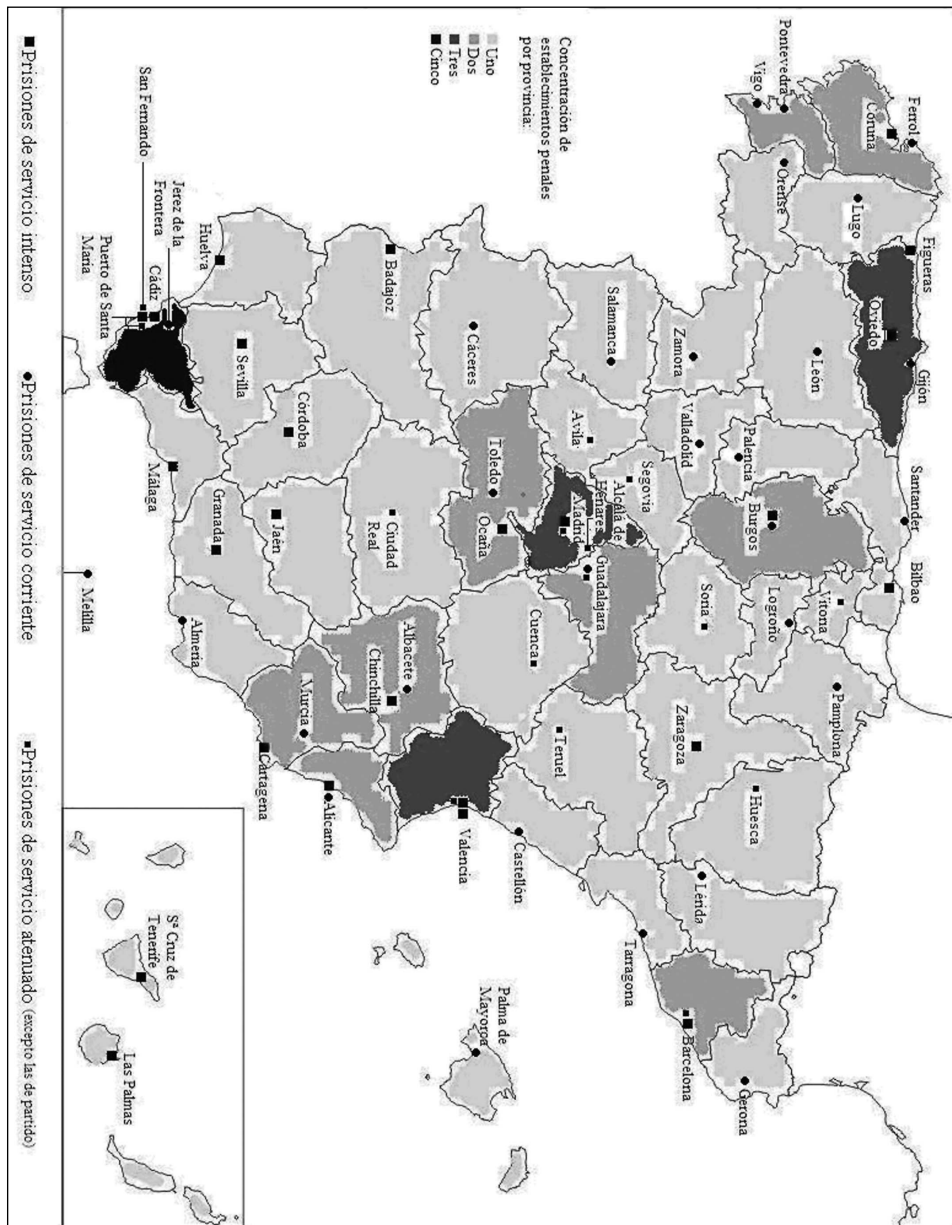 Ferrol
Coruña
Pontevedra
Vigo
Lugo
Orense
Figueras
Oviedo
Gijón
Santander
Bilbao
Vitoria
Pamplona
León
Palencia
Burgos
Logroño
Huesca
Lérida
Gerona
Barcelona
Tarragona
Zaragoza
Soria
Valladolid
Zamora
Salamanca
Segovia
Avila
Alcalá de
Henares
Madrid
Guadalajara
Teruel
Castellón
Cuenca
Toledo
Ocaña
Cáceres
Badajoz
Ciudad
Real
Albacete
Chinchilla
Valencia
Alicante
Murcia
Cartagena
Huelva
Sevilla
Córdoba
Jaén
Granada
Almería
Málaga
Jerez de la
Frontera
Cádiz
San Fernando
Puerto de Santa
María
Melilla
Palma de
Mayorca
Sª Cruz de
Tenerife
Las Palmas
Concentración de
establecimientos penales
por provincia:
Uno
Dos
Tres
Cinco
Prisiones de servicio intenso
Prisiones de servicio corriente
Prisiones de servicio atenuado (excepto las de partido)